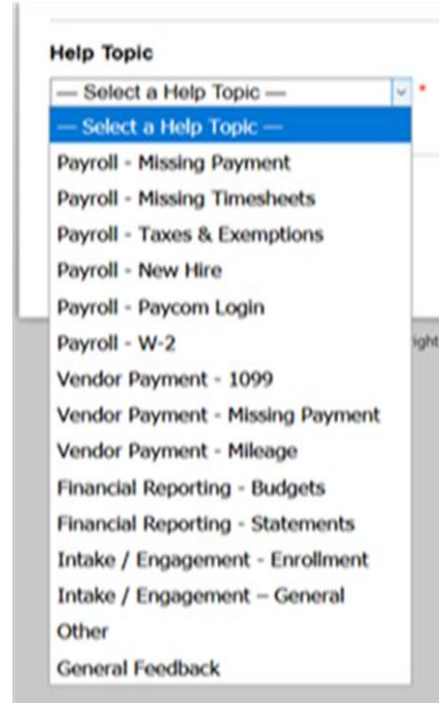 Help Topic
— Select a Help Topic — *
— Select a Help Topic —
Payroll - Missing Payment
Payroll - Missing Timesheets
Payroll - Taxes & Exemptions
Payroll - New Hire
Payroll - Paycom Login
Payroll - W-2
ight
Vendor Payment - 1099
Vendor Payment - Missing Payment
Vendor Payment - Mileage
Financial Reporting - Budgets
Financial Reporting - Statements
Intake / Engagement - Enrollment
Intake / Engagement – General
Other
General Feedback